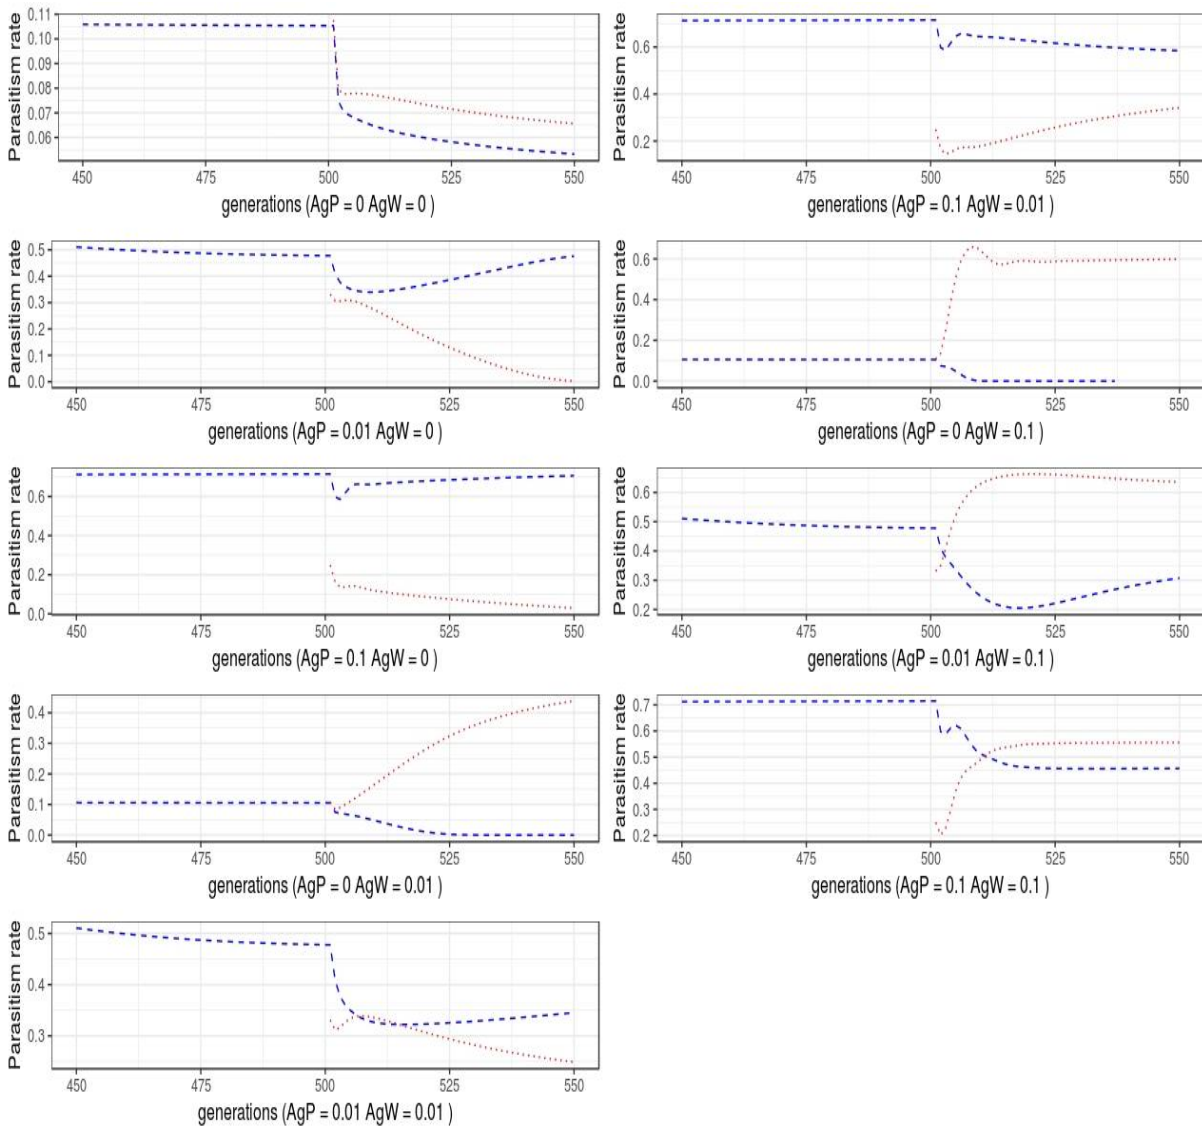 Parasitism rate
0.11
0.10
0.09
0.08
0.07
0.06
450 475 500 525 550
generations (AgP = 0 AgW = 0 )
Parasitism rate
0.6
0.4
0.2
450 475 500 525 550
generations (AgP = 0.1 AgW = 0.01 )
Parasitism rate
0.5
0.4
0.3
0.2
0.1
0.0
450 475 500 525 550
generations (AgP = 0.01 AgW = 0 )
Parasitism rate
0.6
0.4
0.2
0.0
450 475 500 525 550
generations (AgP = 0 AgW = 0.1 )
Parasitism rate
0.6
0.4
0.2
0.0
450 475 500 525 550
generations (AgP = 0.1 AgW = 0 )
Parasitism rate
0.6
0.5
0.4
0.3
0.2
450 475 500 525 550
generations (AgP = 0.01 AgW = 0.1 )
Parasitism rate
0.4
0.3
0.2
0.1
0.0
450 475 500 525 550
generations (AgP = 0 AgW = 0.01 )
Parasitism rate
0.7
0.6
0.5
0.4
0.3
0.2
450 475 500 525 550
generations (AgP = 0.1 AgW = 0.1 )
Parasitism rate
0.5
0.4
0.3
450 475 500 525 550
generations (AgP = 0.01 AgW = 0.01 )